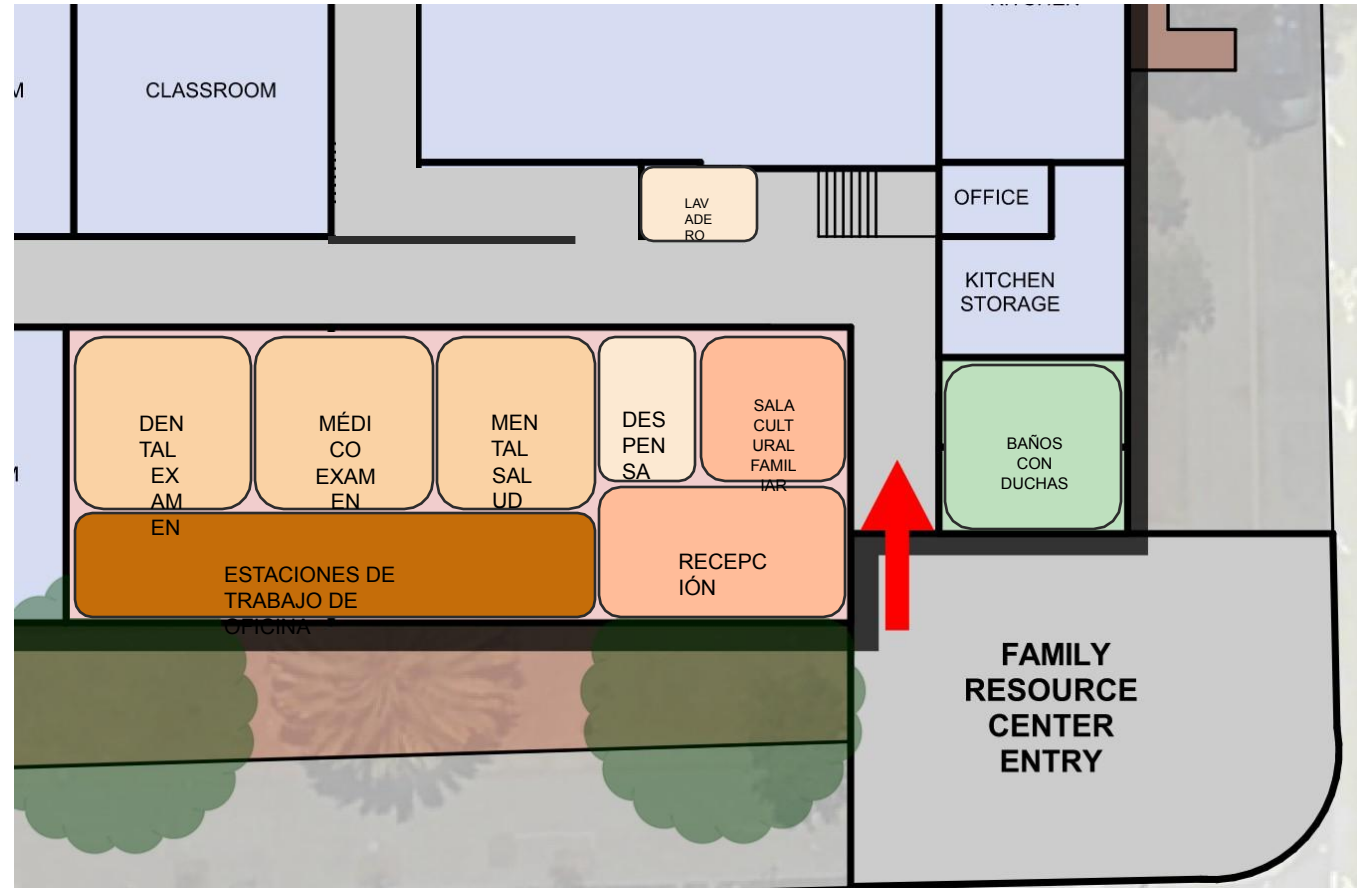 KITCHEN
M
CLASSROOM
LAV
ADE
RO
OFFICE
KITCHEN
STORAGE
M
DEN
TAL
EX
AM
EN
MÉDI
CO
EXAM
EN
MEN
TAL
SAL
UD
DES
PEN
SA
SALA
CULT
URAL
FAMIL
IAR
BAÑOS
CON
DUCHAS
ESTACIONES DE
TRABAJO DE
OFICINA
RECEPC
IÓN
FAMILY
RESOURCE
CENTER
ENTRY